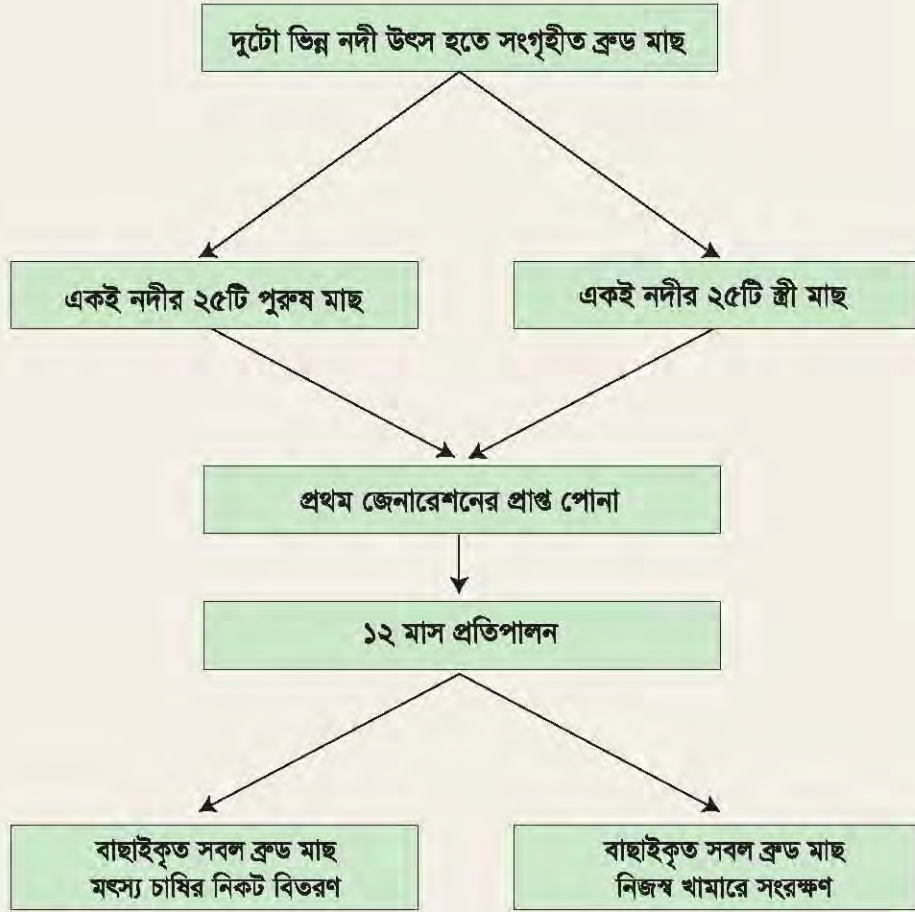 দুটো ভিন্ন নদী উৎস হতে সংগৃহীত ব্রুড মাছ
একই নদীর ২৫টি পুরুষ মাছ
একই নদীর ২৫টি স্ত্রী মাছ
প্রথম জেনারেশনের প্রাপ্ত পোনা
১২ মাস প্রতিপালন
বাছাইকৃত সবল ব্রুড মাছ
মৎস্য চাষির নিকট বিতরণ
বাছাইকৃত সবল ব্রুড মাছ
নিজস্ব খামারে সংরক্ষণ